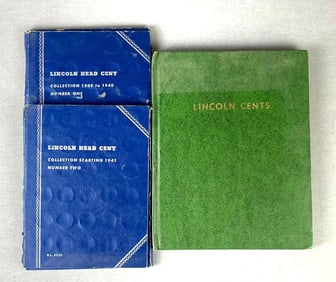 LINCOLN HEAD CENT
COLLECTION 1909 to 1940
NUMBER ONE
LINCOLN HEAD CENT
COLLECTION STARTING 1941
NUMBER TWO
LINCOLN CENTS